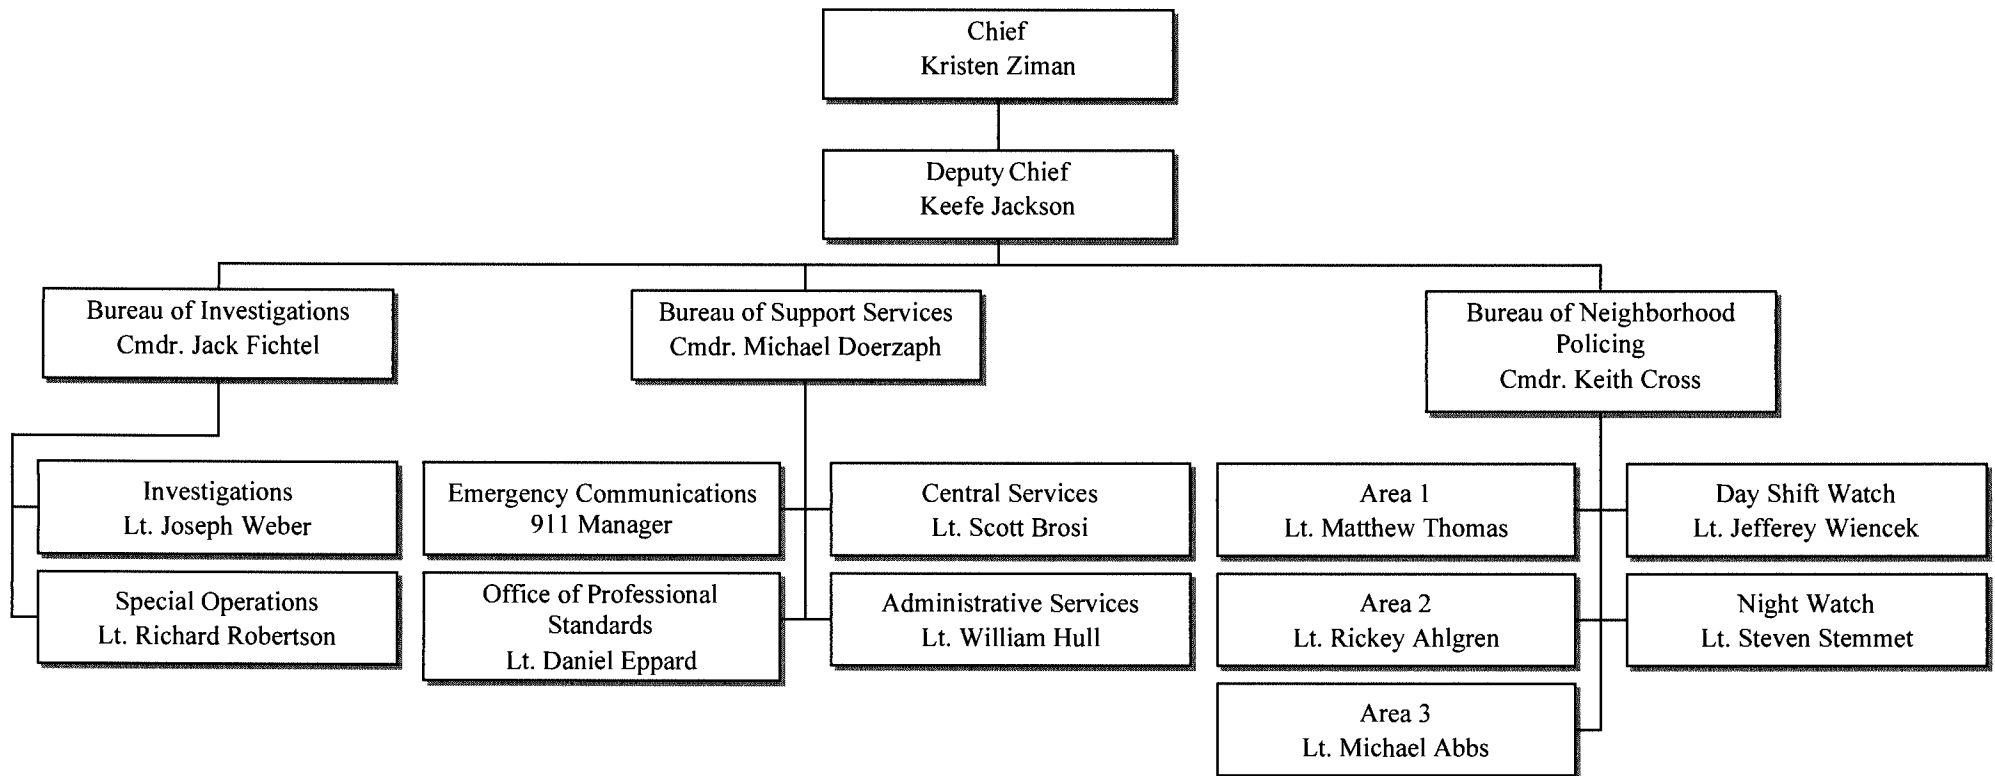 Chief
Kristen Ziman
Deputy Chief
Keefe Jackson
Bureau of Investigations
Cmdr. Jack Fichtel
Bureau of Support Services
Cmdr. Michael Doerzaph
Bureau of Neighborhood
Policing
Cmdr. Keith Cross
Investigations
Lt. Joseph Weber
Special Operations
Lt. Richard Robertson
Emergency Communications
911 Manager
Office of Professional
Standards
Lt. Daniel Eppard
Central Services
Lt. Scott Brosi
Administrative Services
Lt. William Hull
Area 1
Lt. Matthew Thomas
Area 2
Lt. Rickey Ahlgren
Area 3
Lt. Michael Abbs
Day Shift Watch
Lt. Jefferey Wiencek
Night Watch
Lt. Steven Stemmet